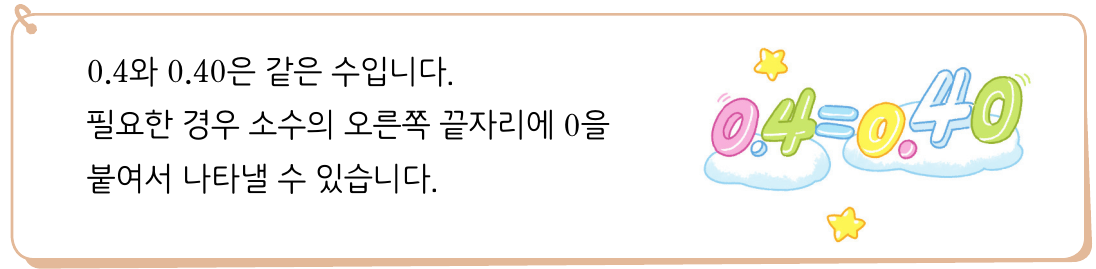 0.4와 0.40은 같은 수입니다.
필요한 경우 소수의 오른쪽 끝자리에 0을
붙여서 나타낼 수 있습니다.
0.4=0.40